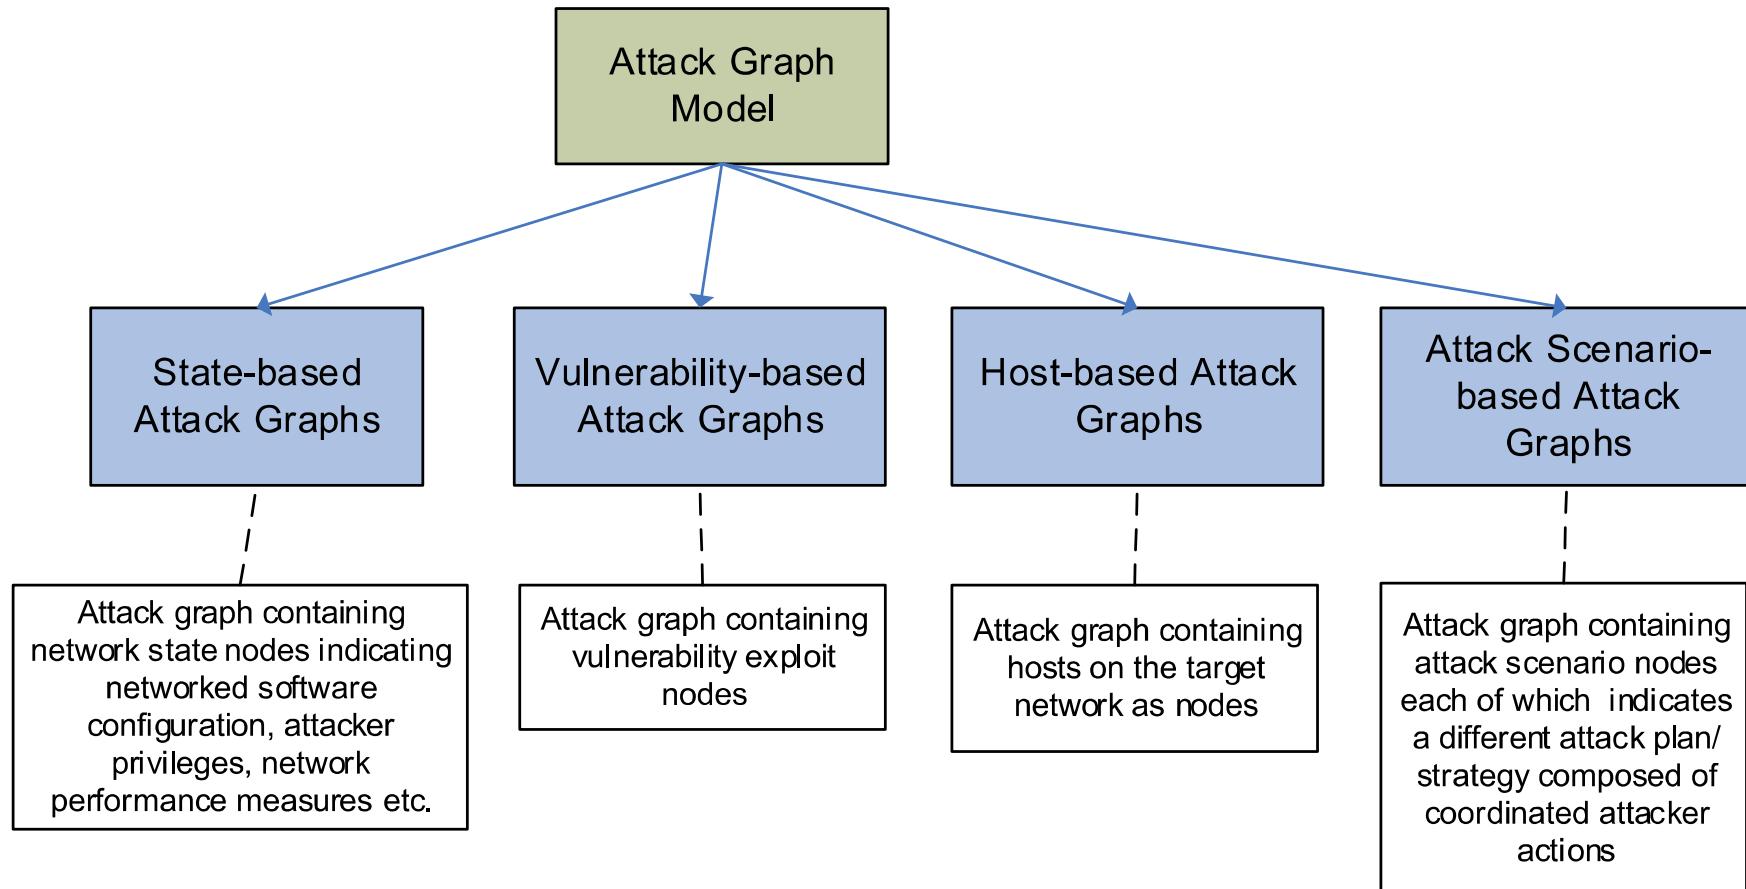 Attack Graph
Model
State-based
Attack Graphs
Vulnerability-based
Attack Graphs
Host-based Attack
Graphs
Attack Scenario-
based Attack
Graphs
Attack graph containing
network state nodes indicating
networked software
configuration, attacker
privileges, network
performance measures etc.
Attack graph containing
vulnerability exploit
nodes
Attack graph containing
hosts on the target
network as nodes
Attack graph containing
attack scenario nodes
each of which indicates
a different attack plan/
strategy composed of
coordinated attacker
actions